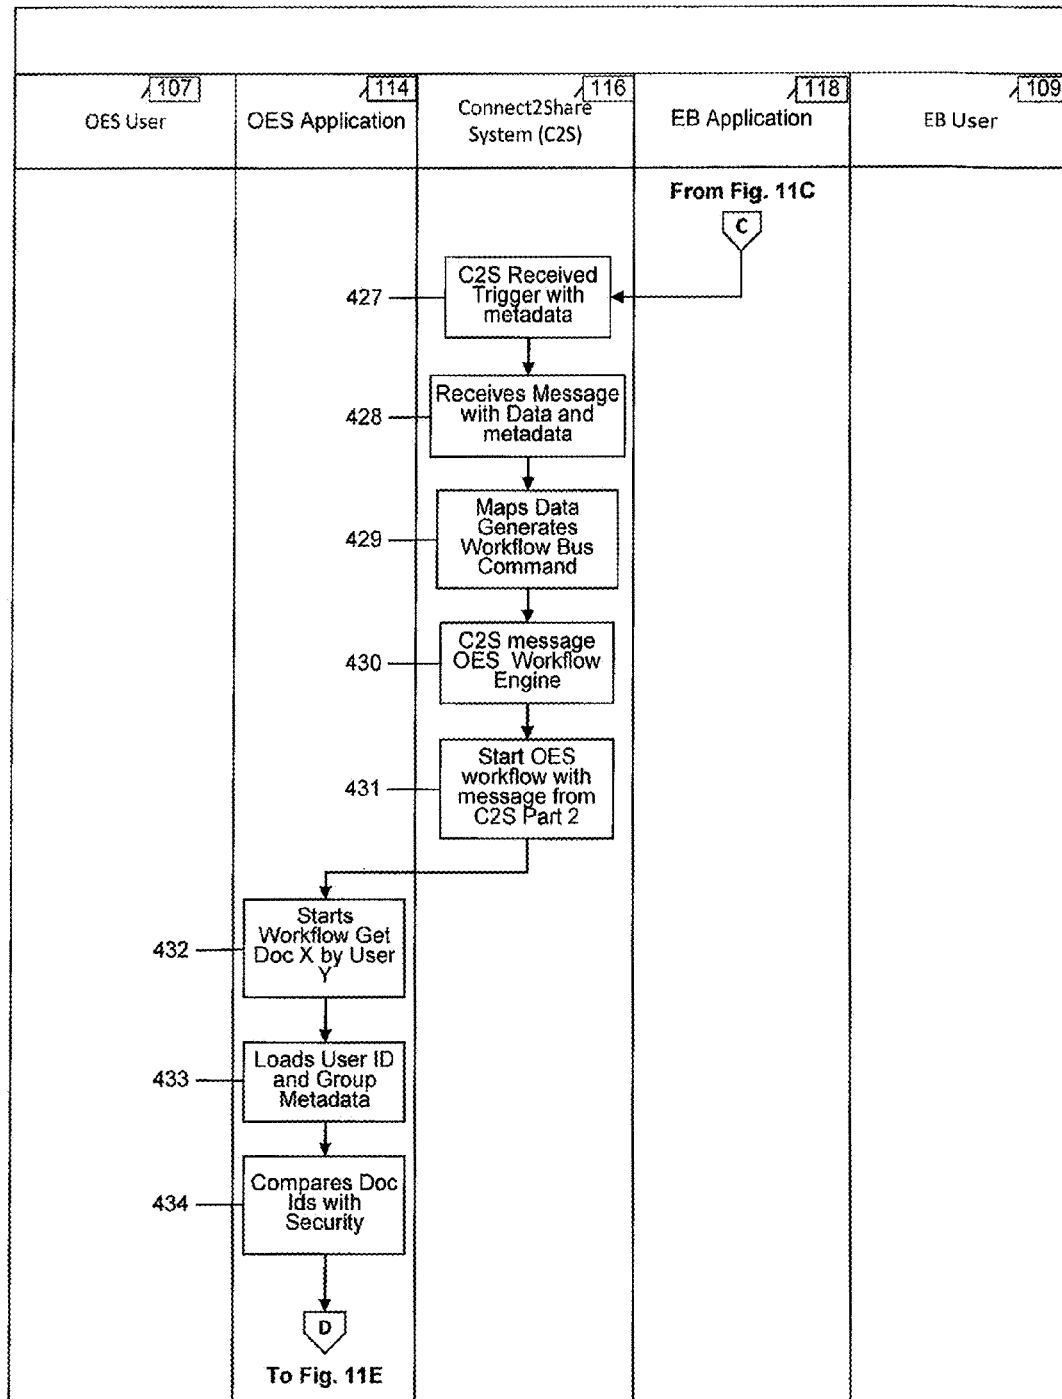 107
OES User
114
OES Application
116
Connect2Share
System (C2S)
118
EB Application
109
EB User
From Fig. 11C
C
427
C2S Received
Trigger with
metadata
428
Receives Message
with Data and
metadata
429
Maps Data
Generates
Workflow Bus
Command
430
C2S message
OES Workflow
Engine
431
Start OES
workflow with
message from
C2S Part 2
432
Starts
Workflow Get
Doc X by User
Y
433
Loads User ID
and Group
Metadata
434
Compares Doc
Ids with
Security
D
To Fig. 11E